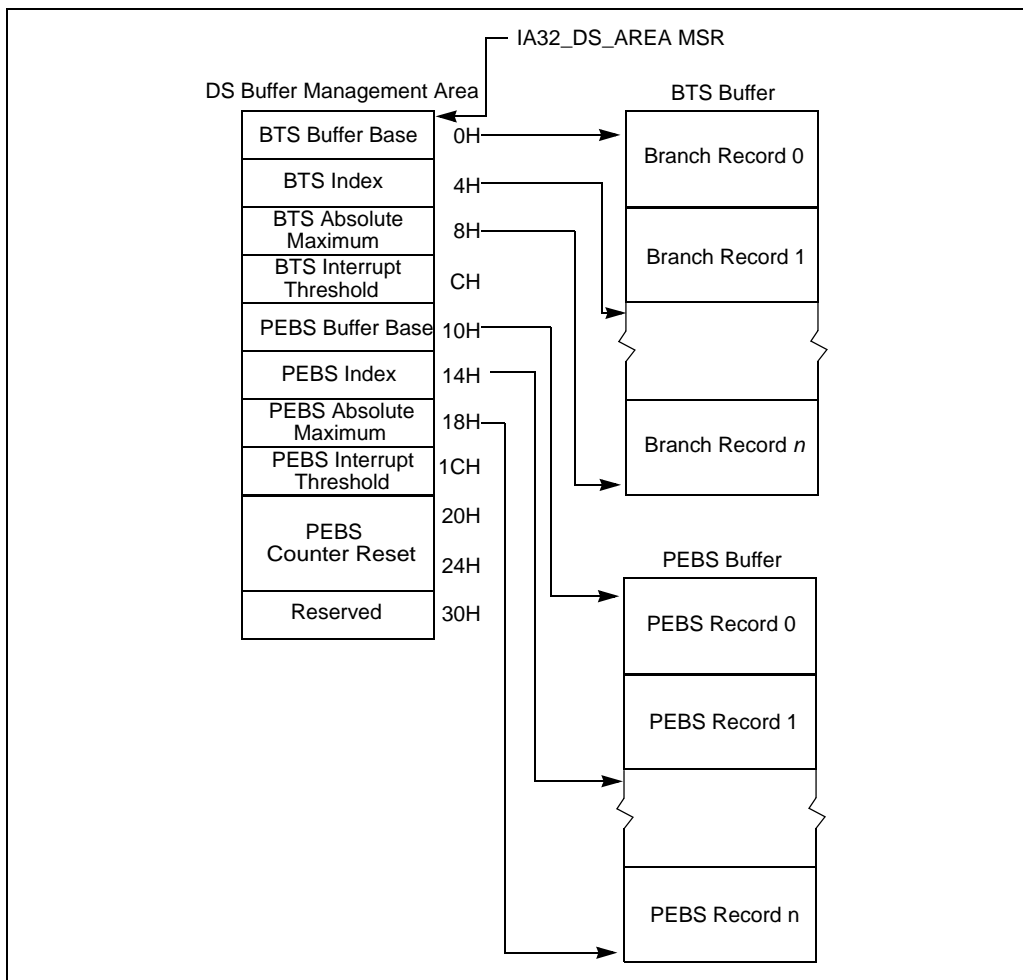 IA32_DS_AREA MSR
DS Buffer Management Area
BTS Buffer Base
0H
BTS Index
4H
BTS Absolute
Maximum
8H
BTS Interrupt
Threshold
CH
PEBS Buffer Base
10H
PEBS Index
14H
PEBS Absolute
Maximum
18H
PEBS Interrupt
Threshold
1CH
20H
PEBS
Counter Reset
24H
Reserved
30H
BTS Buffer
Branch Record 0
Branch Record 1
Branch Record n
PEBS Buffer
PEBS Record 0
PEBS Record 1
PEBS Record n